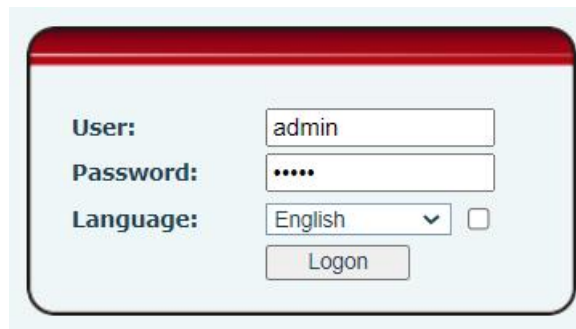 User: admin
Password: •••••
Language: English
Logon